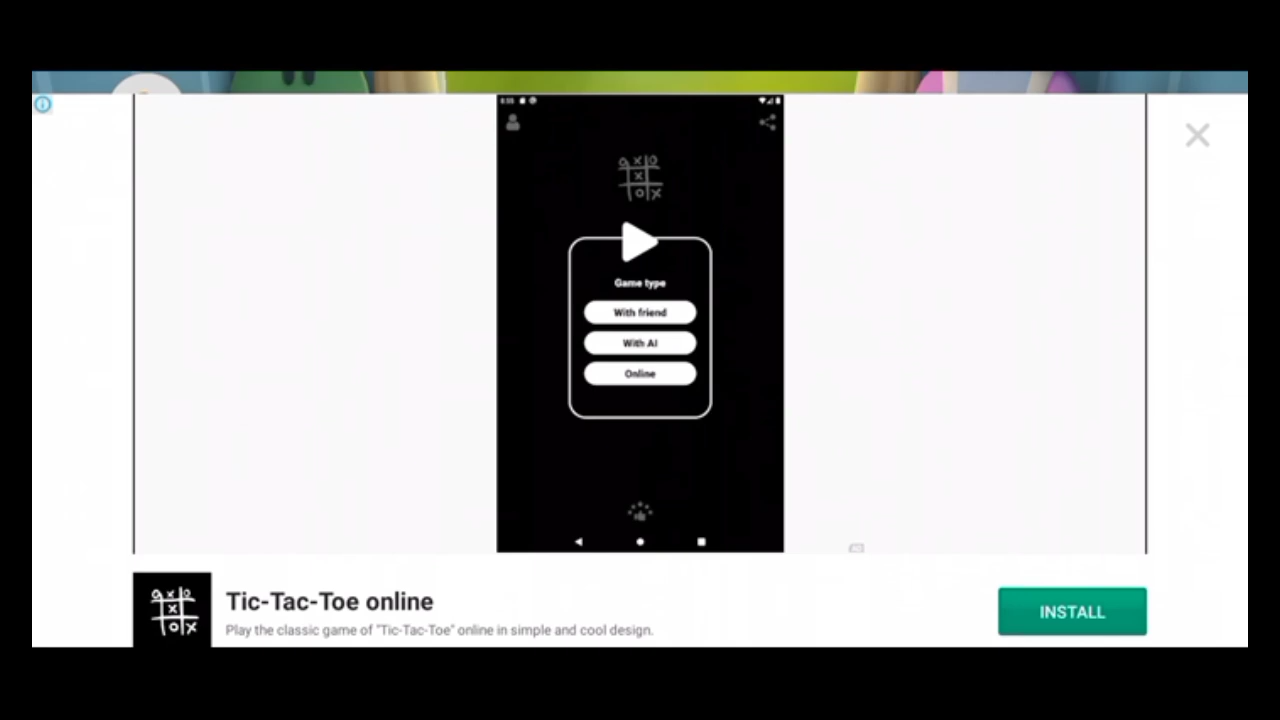 Game type
With friend
With AI
Online
AD
Tic-Tac-Toe online
Play the classic game of "Tic-Tac-Toe" online in simple and cool design.
INSTALL